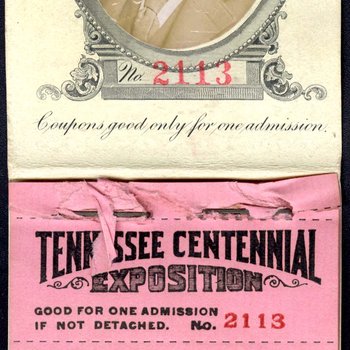 No. 2113
Coupons good only for one admission.
TENNESSEE CENTENNIAL
EXPOSITION
GOOD FOR ONE ADMISSION
IF NOT DETACHED. No. 2113